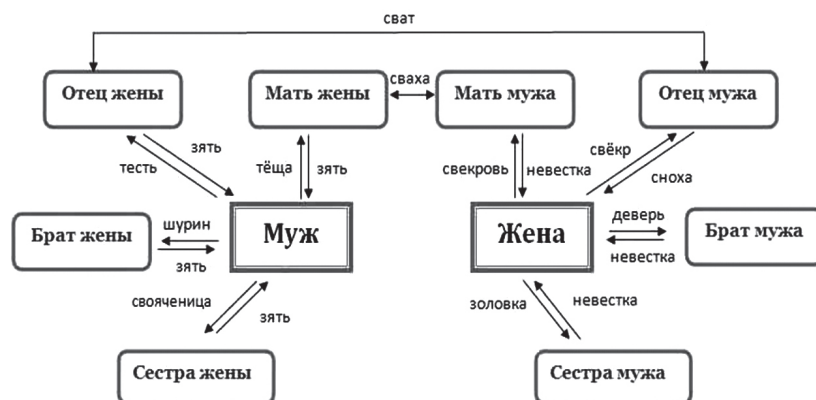 сват
Отец жены
Мать жены
сваха
Мать мужа
Отец мужа
тесть
зять
тёща
зять
свекровь
невестка
свёкр
сноха
Брат жены
шурин
зять
Муж
Жена
деверь
невестка
Брат мужа
свояченица
зять
золовка
невестка
Сестра жены
Сестра мужа